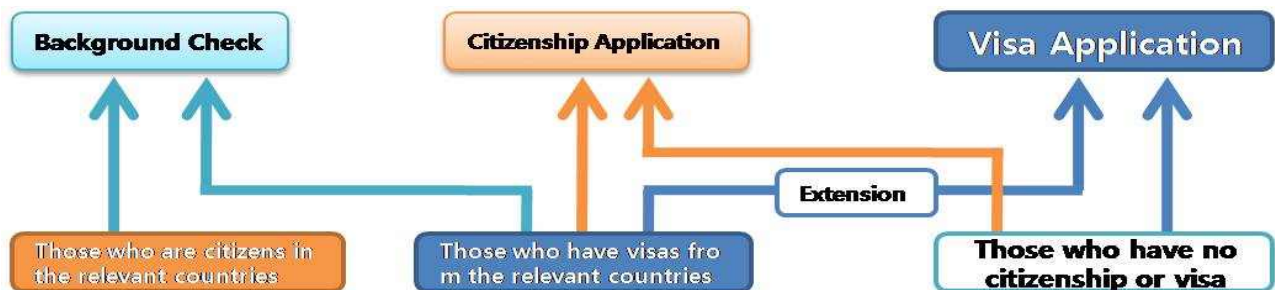 Background Check
Citizenship Application
Visa Application
Extension
Those who are citizens in
the relevant countries
Those who have visas fro
m the relevant countries
Those who have no
citizenship or visa